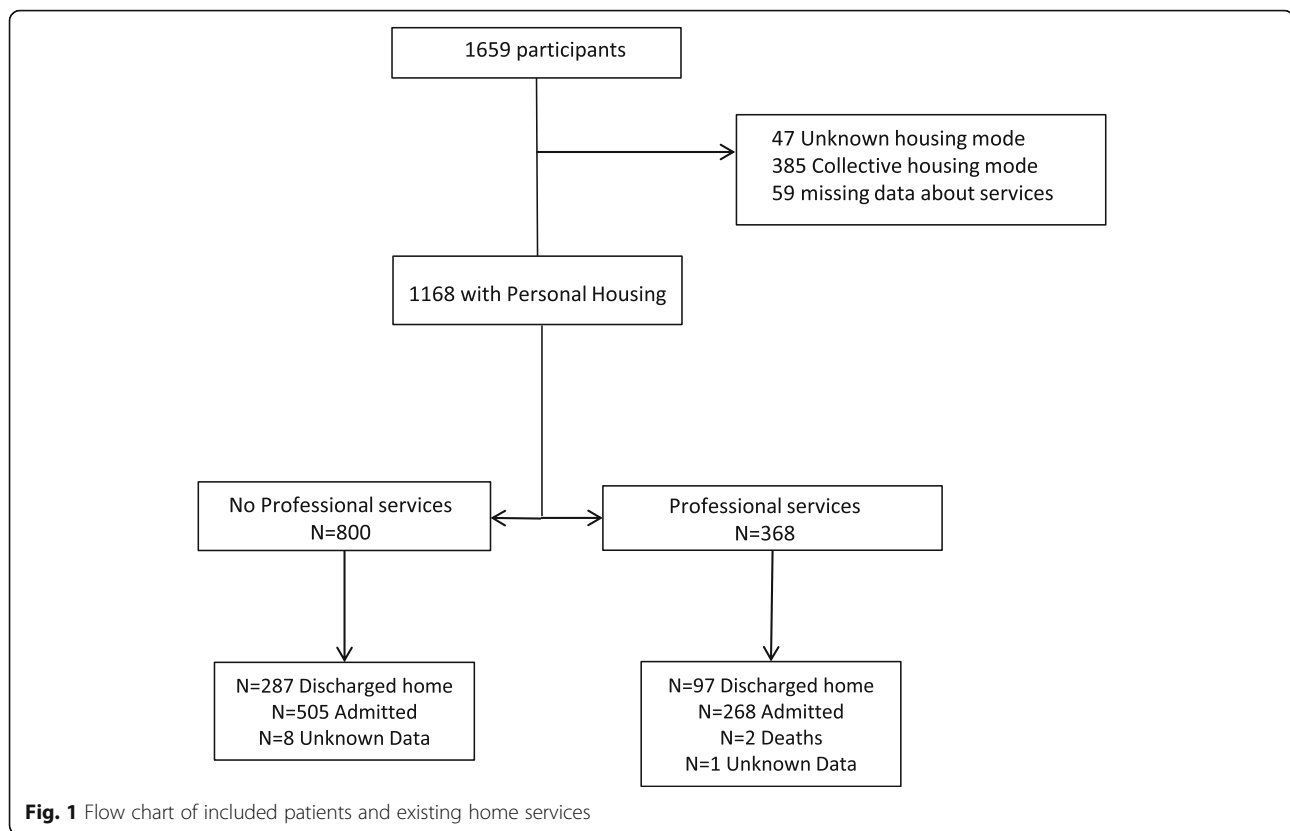 1659 participants
47 Unknown housing mode
385 Collective housing mode
59 missing data about services
1168 with Personal Housing
No Professional services
N=800
Professional services
N=368
N=287 Discharged home
N=505 Admitted
N=8 Unknown Data
N=97 Discharged home
N=268 Admitted
N=2 Deaths
N=1 Unknown Data
Fig. 1 Flow chart of included patients and existing home services